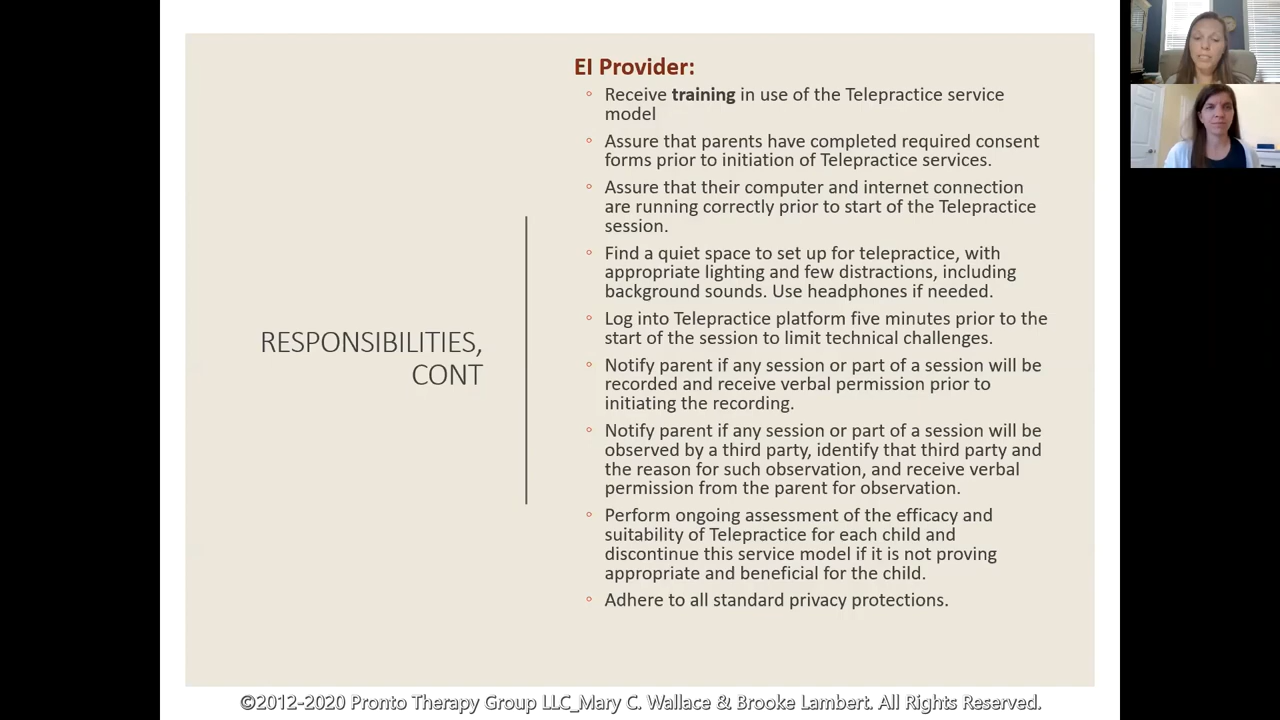 EI Provider:
◦ Receive training in use of the Telepractice service
model
◦ Assure that parents have completed required consent
forms prior to initiation of Telepractice services.
◦ Assure that their computer and internet connection
are running correctly prior to start of the Telepractice
session.
◦ Find a quiet space to set up for telepractice, with
appropriate lighting and few distractions, including
background sounds. Use headphones if needed.
◦ Log into Telepractice platform five minutes prior to the
start of the session to limit technical challenges.
◦ Notify parent if any session or part of a session will be
recorded and receive verbal permission prior to
initiating the recording.
◦ Notify parent if any session or part of a session will be
observed by a third party, identify that third party and
the reason for such observation, and receive verbal
permission from the parent for observation.
◦ Perform ongoing assessment of the efficacy and
suitability of Telepractice for each child and
discontinue this service model if it is not proving
appropriate and beneficial for the child.
◦ Adhere to all standard privacy protections.
RESPONSIBILITIES,
CONT
©2012-2020 Pronto Therapy Group LLC_Mary C. Wallace & Brooke Lambert. All Rights Reserved.